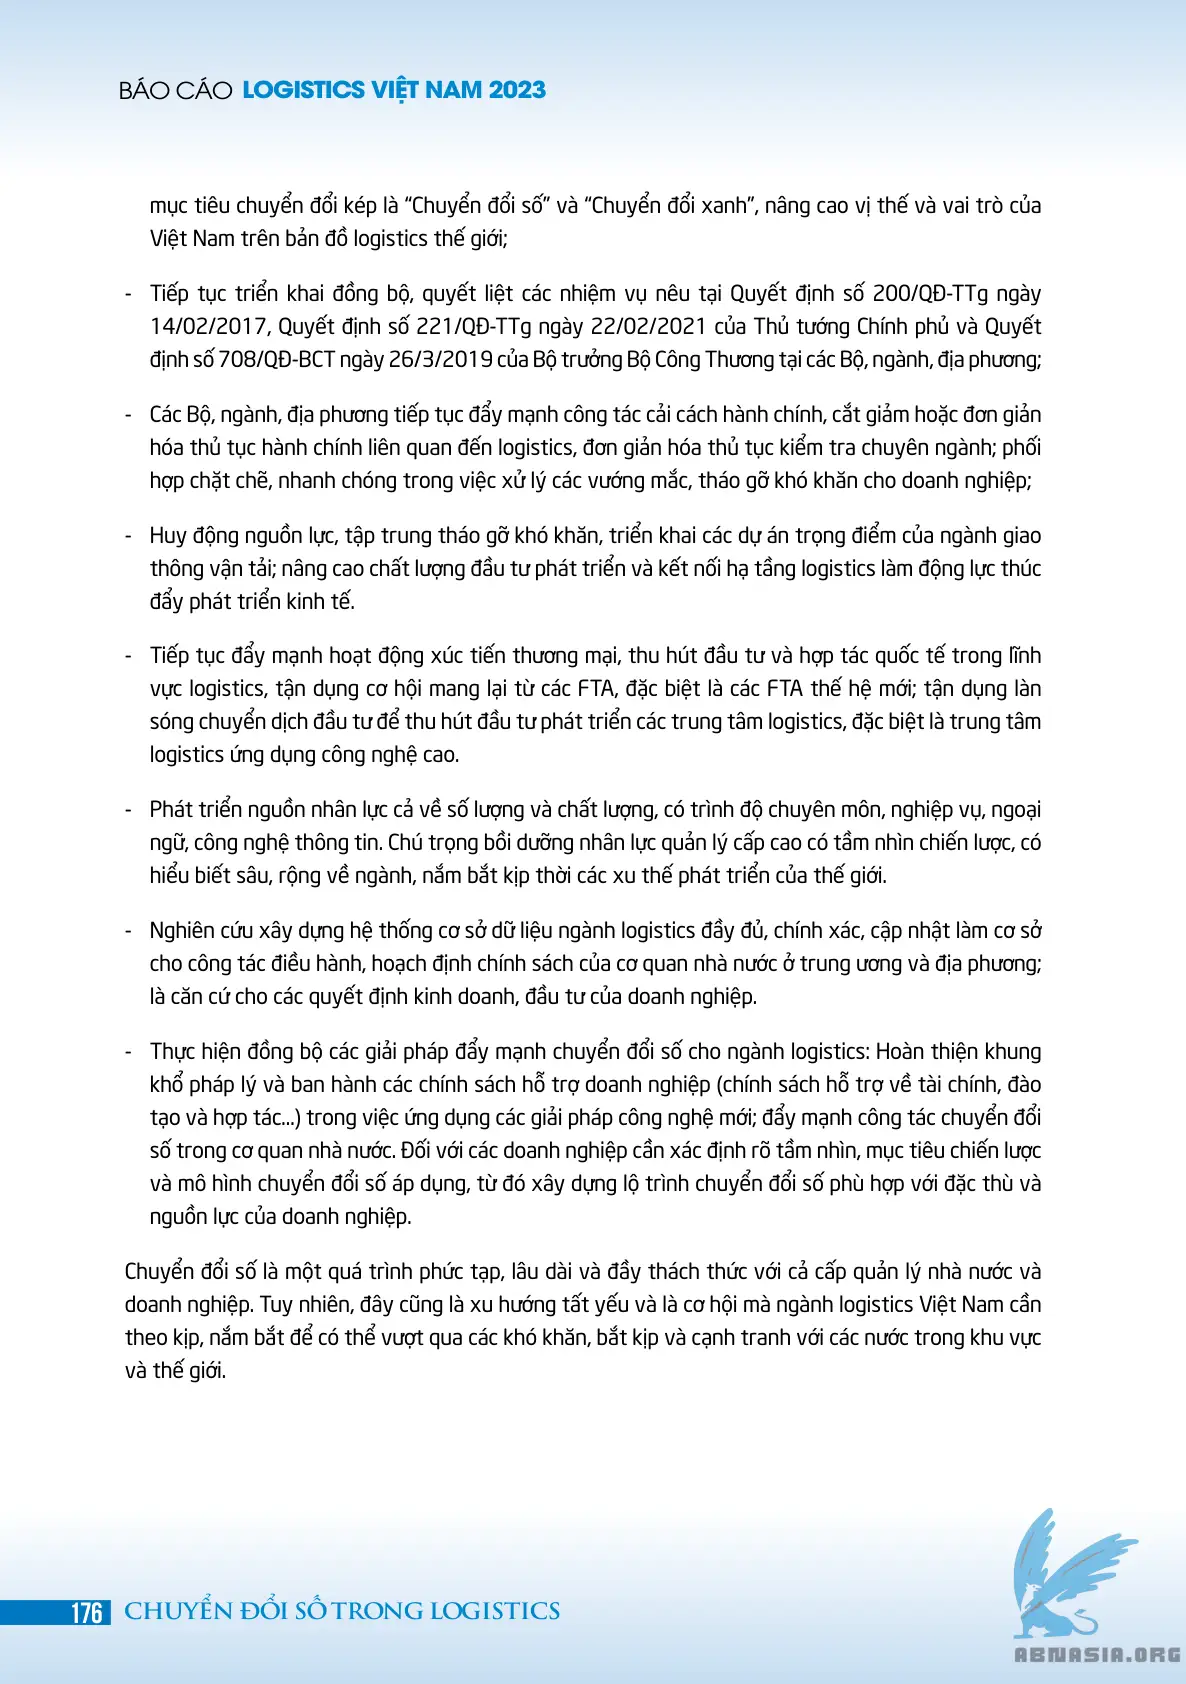 BÁO CÁO LOGISTICS VIỆT NAM 2023
mục tiêu chuyển đổi kép là “Chuyển đổi số” và “Chuyển đổi xanh”, nâng cao vị thế và vai trò của
Việt Nam trên bản đồ logistics thế giới;
- Tiếp tục triển khai đồng bộ, quyết liệt các nhiệm vụ nêu tại Quyết định số 200/QĐ-TTg ngày
14/02/2017, Quyết định số 221/QĐ-TTg ngày 22/02/2021 của Thủ tướng Chính phủ và Quyết
định số 708/QĐ-BCT ngày 26/3/2019 của Bộ trưởng Bộ Công Thương tại các Bộ, ngành, địa phương;
- Các Bộ, ngành, địa phương tiếp tục đẩy mạnh công tác cải cách hành chính, cắt giảm hoặc đơn giản
hóa thủ tục hành chính liên quan đến logistics, đơn giản hóa thủ tục kiểm tra chuyên ngành; phối
hợp chặt chẽ, nhanh chóng trong việc xử lý các vướng mắc, tháo gỡ khó khăn cho doanh nghiệp;
- Huy động nguồn lực, tập trung tháo gỡ khó khăn, triển khai các dự án trọng điểm của ngành giao
thông vận tải; nâng cao chất lượng đầu tư phát triển và kết nối hạ tầng logistics làm động lực thúc
đẩy phát triển kinh tế.
- Tiếp tục đẩy mạnh hoạt động xúc tiến thương mại, thu hút đầu tư và hợp tác quốc tế trong lĩnh
vực logistics, tận dụng cơ hội mang lại từ các FTA, đặc biệt là các FTA thế hệ mới; tận dụng làn
sóng chuyển dịch đầu tư để thu hút đầu tư phát triển các trung tâm logistics, đặc biệt là trung tâm
logistics ứng dụng công nghệ cao.
- Phát triển nguồn nhân lực cả về số lượng và chất lượng, có trình độ chuyên môn, nghiệp vụ, ngoại
ngữ, công nghệ thông tin. Chú trọng bồi dưỡng nhân lực quản lý cấp cao có tầm nhìn chiến lược, có
hiểu biết sâu, rộng về ngành, nắm bắt kịp thời các xu thế phát triển của thế giới.
- Nghiên cứu xây dựng hệ thống cơ sở dữ liệu ngành logistics đầy đủ, chính xác, cập nhật làm cơ sở
cho công tác điều hành, hoạch định chính sách của cơ quan nhà nước ở trung ương và địa phương;
là căn cứ cho các quyết định kinh doanh, đầu tư của doanh nghiệp.
- Thực hiện đồng bộ các giải pháp đẩy mạnh chuyển đổi số cho ngành logistics: Hoàn thiện khung
khổ pháp lý và ban hành các chính sách hỗ trợ doanh nghiệp (chính sách hỗ trợ về tài chính, đào
tạo và hợp tác...) trong việc ứng dụng các giải pháp công nghệ mới; đẩy mạnh công tác chuyển đổi
số trong cơ quan nhà nước. Đối với các doanh nghiệp cần xác định rõ tầm nhìn, mục tiêu chiến lược
và mô hình chuyển đổi số áp dụng, từ đó xây dựng lộ trình chuyển đổi số phù hợp với đặc thù và
nguồn lực của doanh nghiệp.
Chuyển đổi số là một quá trình phức tạp, lâu dài và đầy thách thức với cả cấp quản lý nhà nước và
doanh nghiệp. Tuy nhiên, đây cũng là xu hướng tất yếu và là cơ hội mà ngành logistics Việt Nam cần
theo kịp, nắm bắt để có thể vượt qua các khó khăn, bắt kịp và cạnh tranh với các nước trong khu vực
và thế giới.
176 CHUYỂN ĐỔI SỐ TRONG LOGISTICS
ABNASIA.ORG